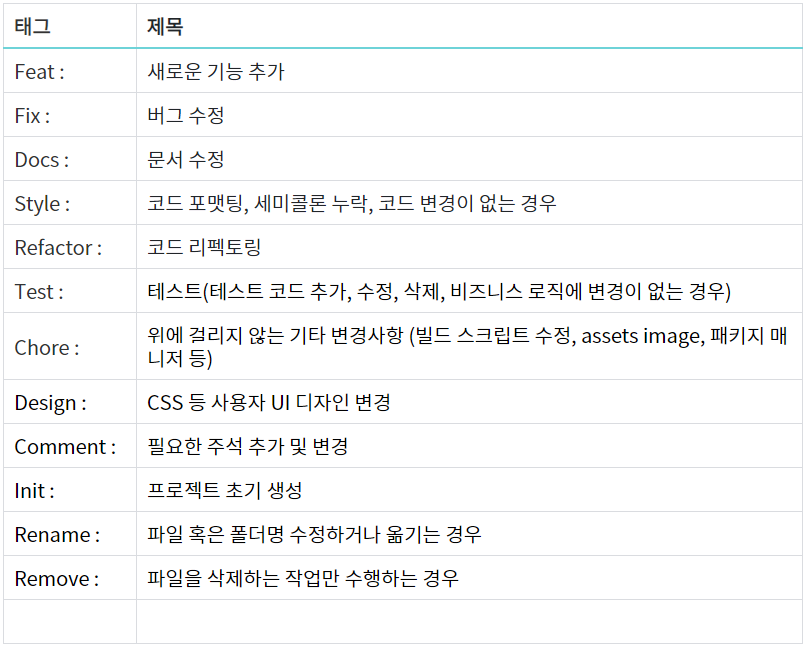 태그 제목
Feat : 새로운 기능 추가
Fix : 버그 수정
Docs : 문서 수정
Style : 코드 포맷팅, 세미콜론 누락, 코드 변경이 없는 경우
Refactor : 코드 리펙토링
Test : 테스트(테스트 코드 추가, 수정, 삭제, 비즈니스 로직에 변경이 없는 경우)
Chore : 위에 걸리지 않는 기타 변경사항 (빌드 스크립트 수정, assets image, 패키지 매
니저 등)
Design : CSS 등 사용자 UI 디자인 변경
Comment : 필요한 주석 추가 및 변경
Init : 프로젝트 초기 생성
Rename : 파일 혹은 폴더명 수정하거나 옮기는 경우
Remove : 파일을 삭제하는 작업만 수행하는 경우